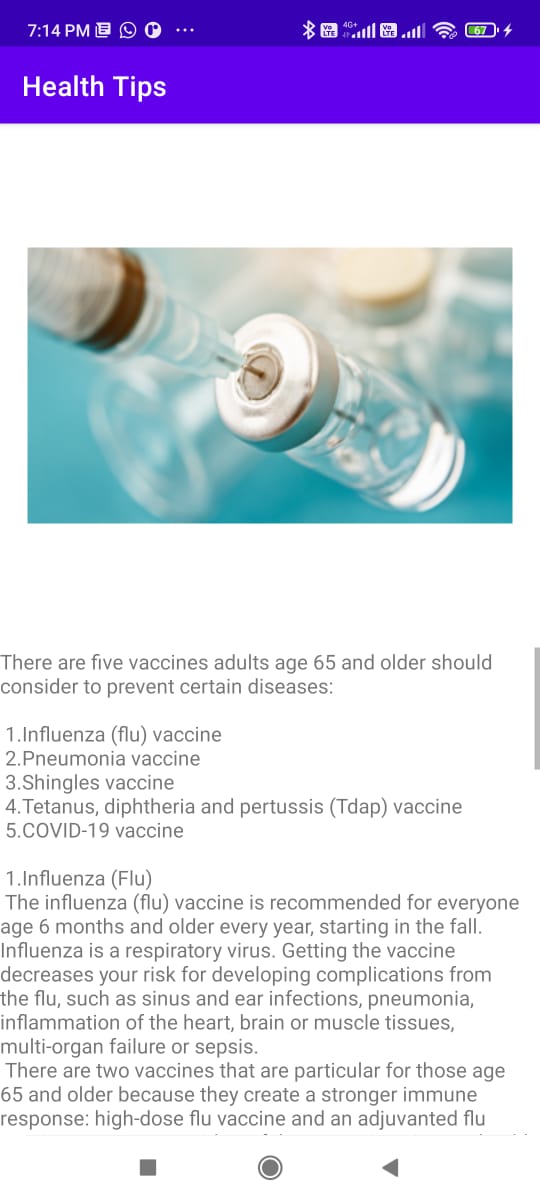 7:14 PM
4G+
67
Health Tips
There are five vaccines adults age 65 and older should
consider to prevent certain diseases:
1.Influenza (flu) vaccine
2.Pneumonia vaccine
3.Shingles vaccine
4.Tetanus, diphtheria and pertussis (Tdap) vaccine
5.COVID-19 vaccine
1.Influenza (Flu)
The influenza (flu) vaccine is recommended for everyone
age 6 months and older every year, starting in the fall.
Influenza is a respiratory virus. Getting the vaccine
decreases your risk for developing complications from
the flu, such as sinus and ear infections, pneumonia,
inflammation of the heart, brain or muscle tissues,
multi-organ failure or sepsis.
There are two vaccines that are particular for those age
65 and older because they create a stronger immune
response: high-dose flu vaccine and an adjuvanted flu